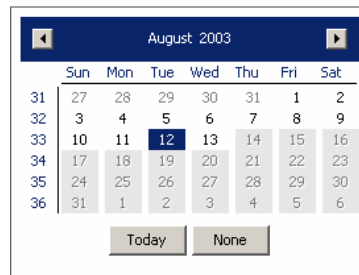 August 2003
Sun Mon Tue Wed Thu Fri Sat
31 27 28 29 30 31 1 2
32 3 4 5 6 7 8 9
33 10 11 12 13 14 15 16
34 17 18 19 20 21 22 23
35 24 25 26 27 28 29 30
36 31 1 2 3 4 5 6
Today None